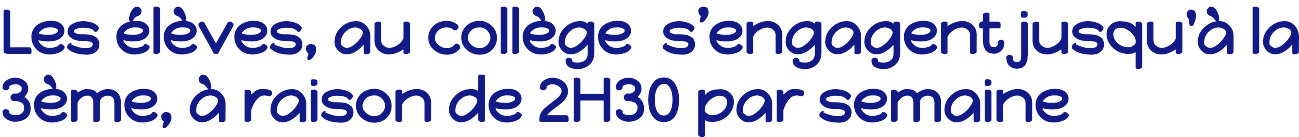 Les élèves, au collège s’engagent jusqu'à la
3ème, à raison de 2H30 par semaine